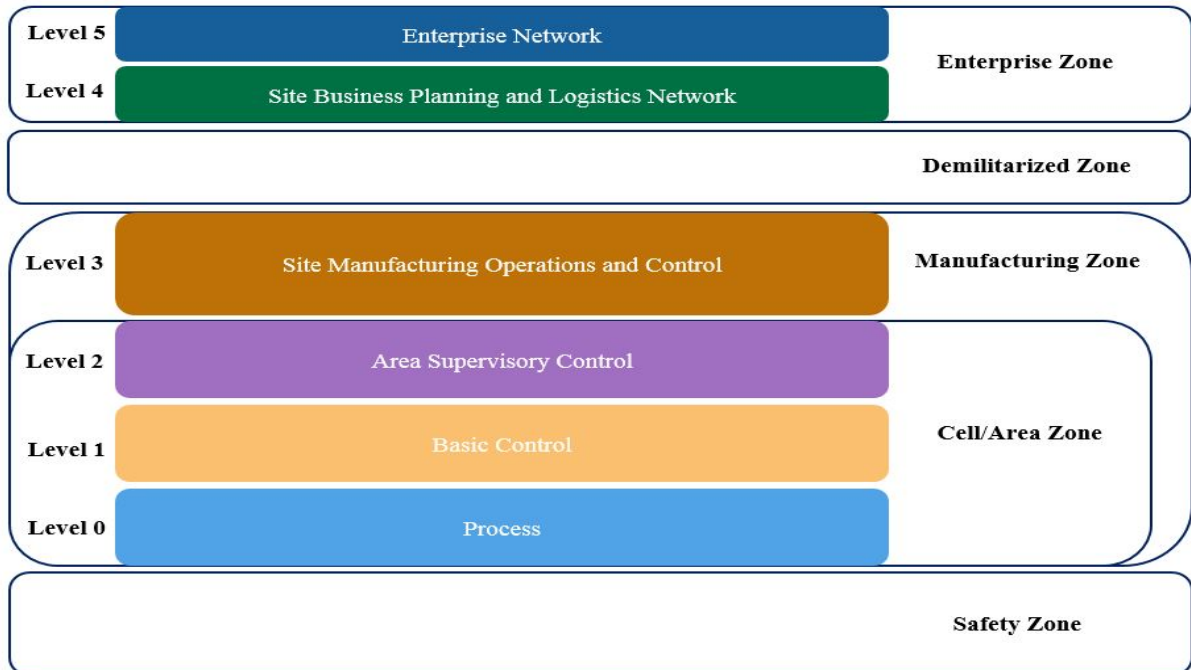 Level 5
Enterprise Network
Enterprise Zone
Level 4
Site Business Planning and Logistics Network
Demilitarized Zone
Level 3
Site Manufacturing Operations and Control
Manufacturing Zone
Level 2
Area Supervisory Control
Level 1
Basic Control
Cell/Area Zone
Level 0
Process
Safety Zone